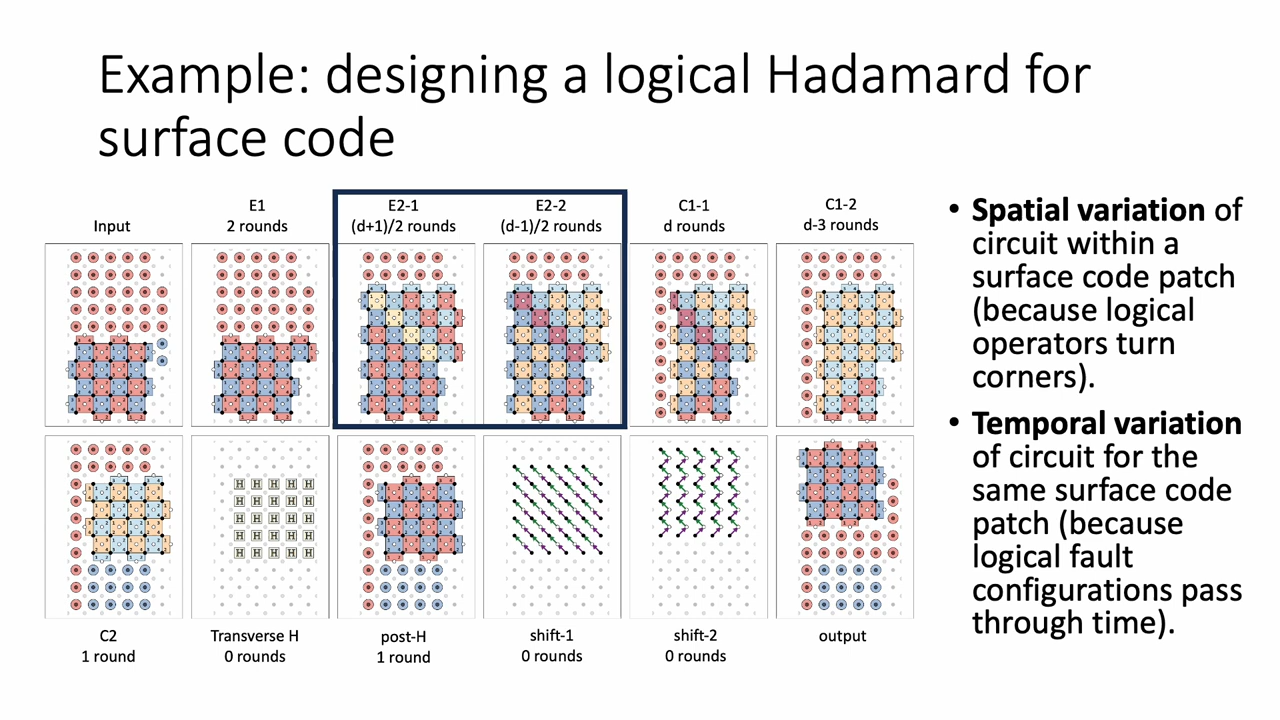 Example: designing a logical Hadamard for
surface code
Input
E1
2 rounds
E2-1
(d+1)/2 rounds
E2-2
(d-1)/2 rounds
C1-1
d rounds
C1-2
d-3 rounds
H H H H H
H H H H H
H H H H H
H H H H H
H H H H H
C2
1 round
Transverse H
0 rounds
post-H
1 round
shift-1
0 rounds
shift-2
0 rounds
output
• Spatial variation of
circuit within a
surface code patch
(because logical
operators turn
corners).
• Temporal variation
of circuit for the
same surface code
patch (because
logical fault
configurations pass
through time).